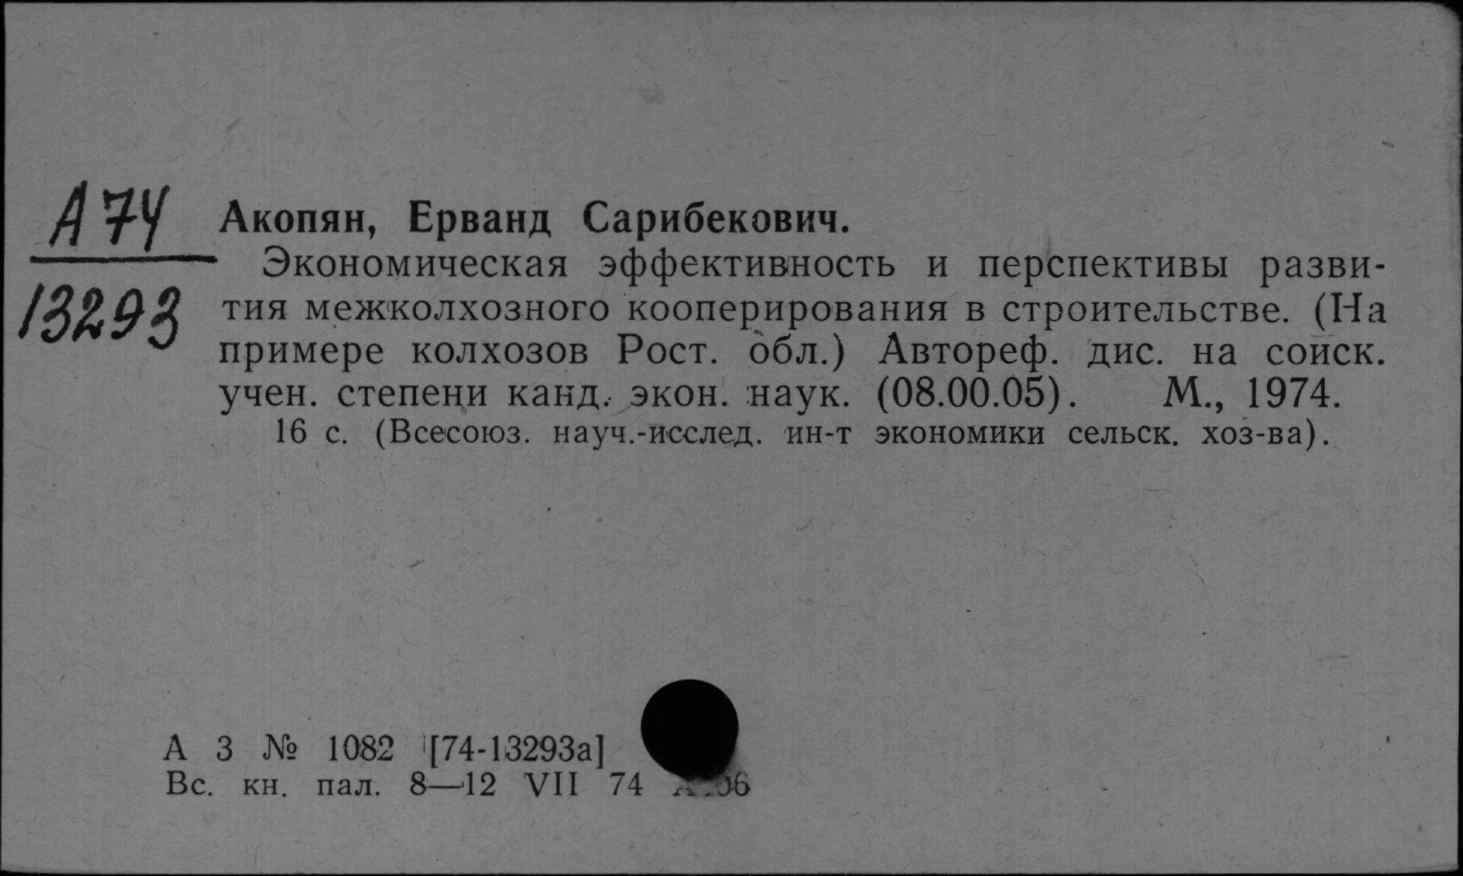 А 74
13293
Акопян, Ерванд Сарибекович.
Экономическая эффективность и перспективы разви-
тия межколхозного кооперирования в строительстве. (На
примере колхозов Рост. обл.) Автореф. дис. на соиск.
учен. степени канд. экон. наук. (08.00.05). М., 1974.
16 с. (Всесоюз. науч.-исслед. ин-т экономики сельск. хоз-ва).
А 3 № 1082 [74-13293а]
Вс. кн. пал. 8—12 VII 74